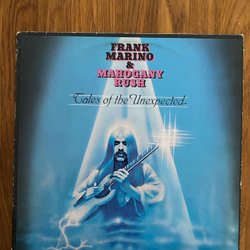 FRANK
MARINO
&
MAHOGANY
RUSH
Tales of the Unexpected